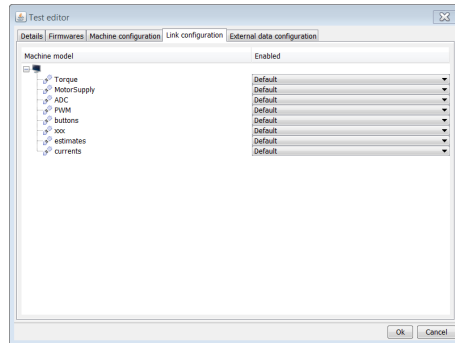 Test editor
Details Firmwares Machine configuration Link configuration External data configuration
Machine model Enabled
Torque Default
MotorSupply Default
ADC Default
PWM Default
buttons Default
xxx Default
estimates Default
currents Default
Ok Cancel